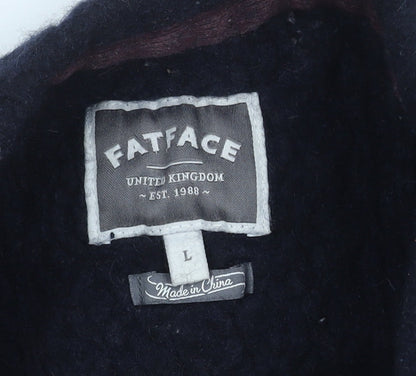 FATFACE
UNITED KINGDOM
~ EST. 1988 ~
L
Made in China